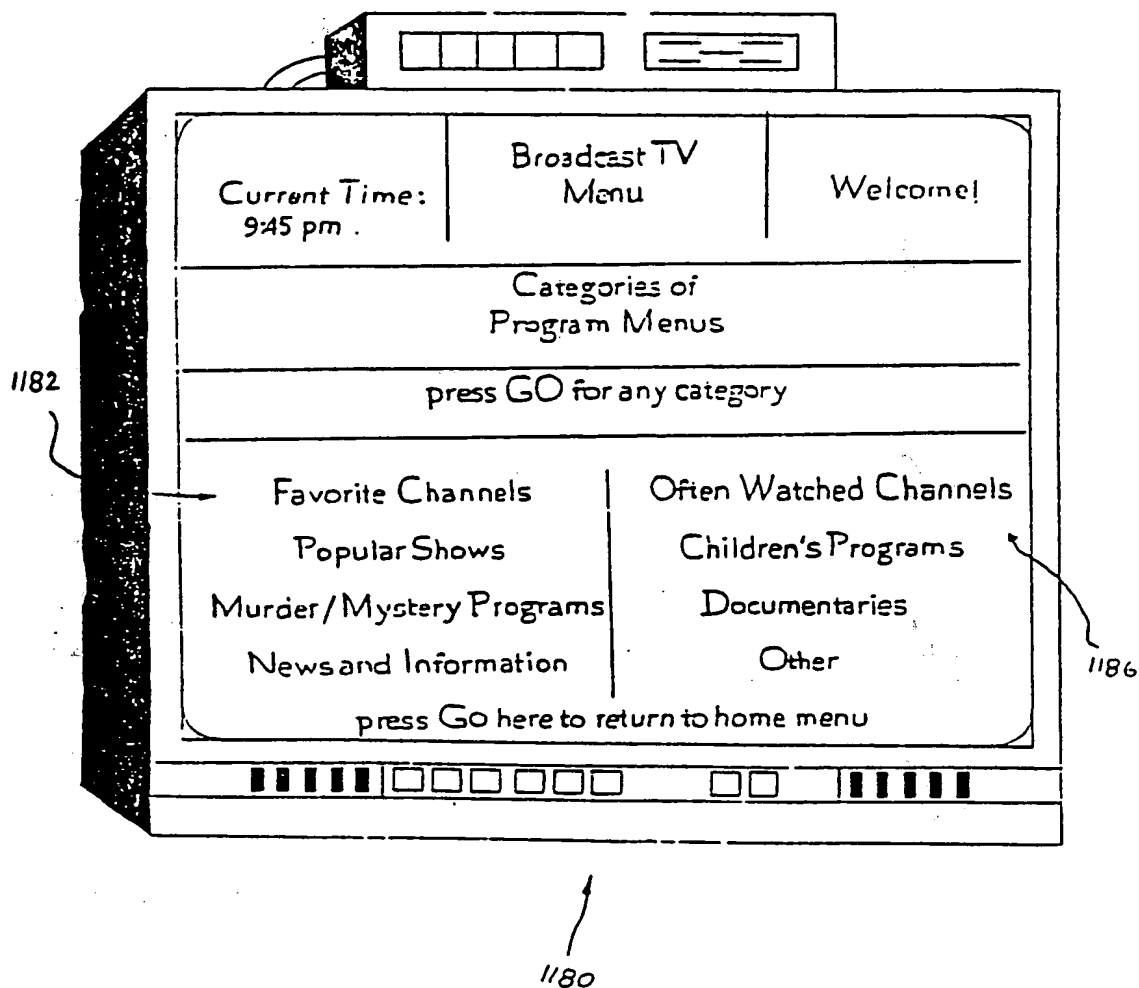 Broadcast TV
Menu
Current Time:
9:45 pm .
Welcome!
Categories of
Program Menus
press GO for any category
1182
Favorite Channels
Often Watched Channels
Popular Shows
Children's Programs
Murder/Mystery Programs
Documentaries
News and Information
Other
1186
press Go here to return to home menu
1180